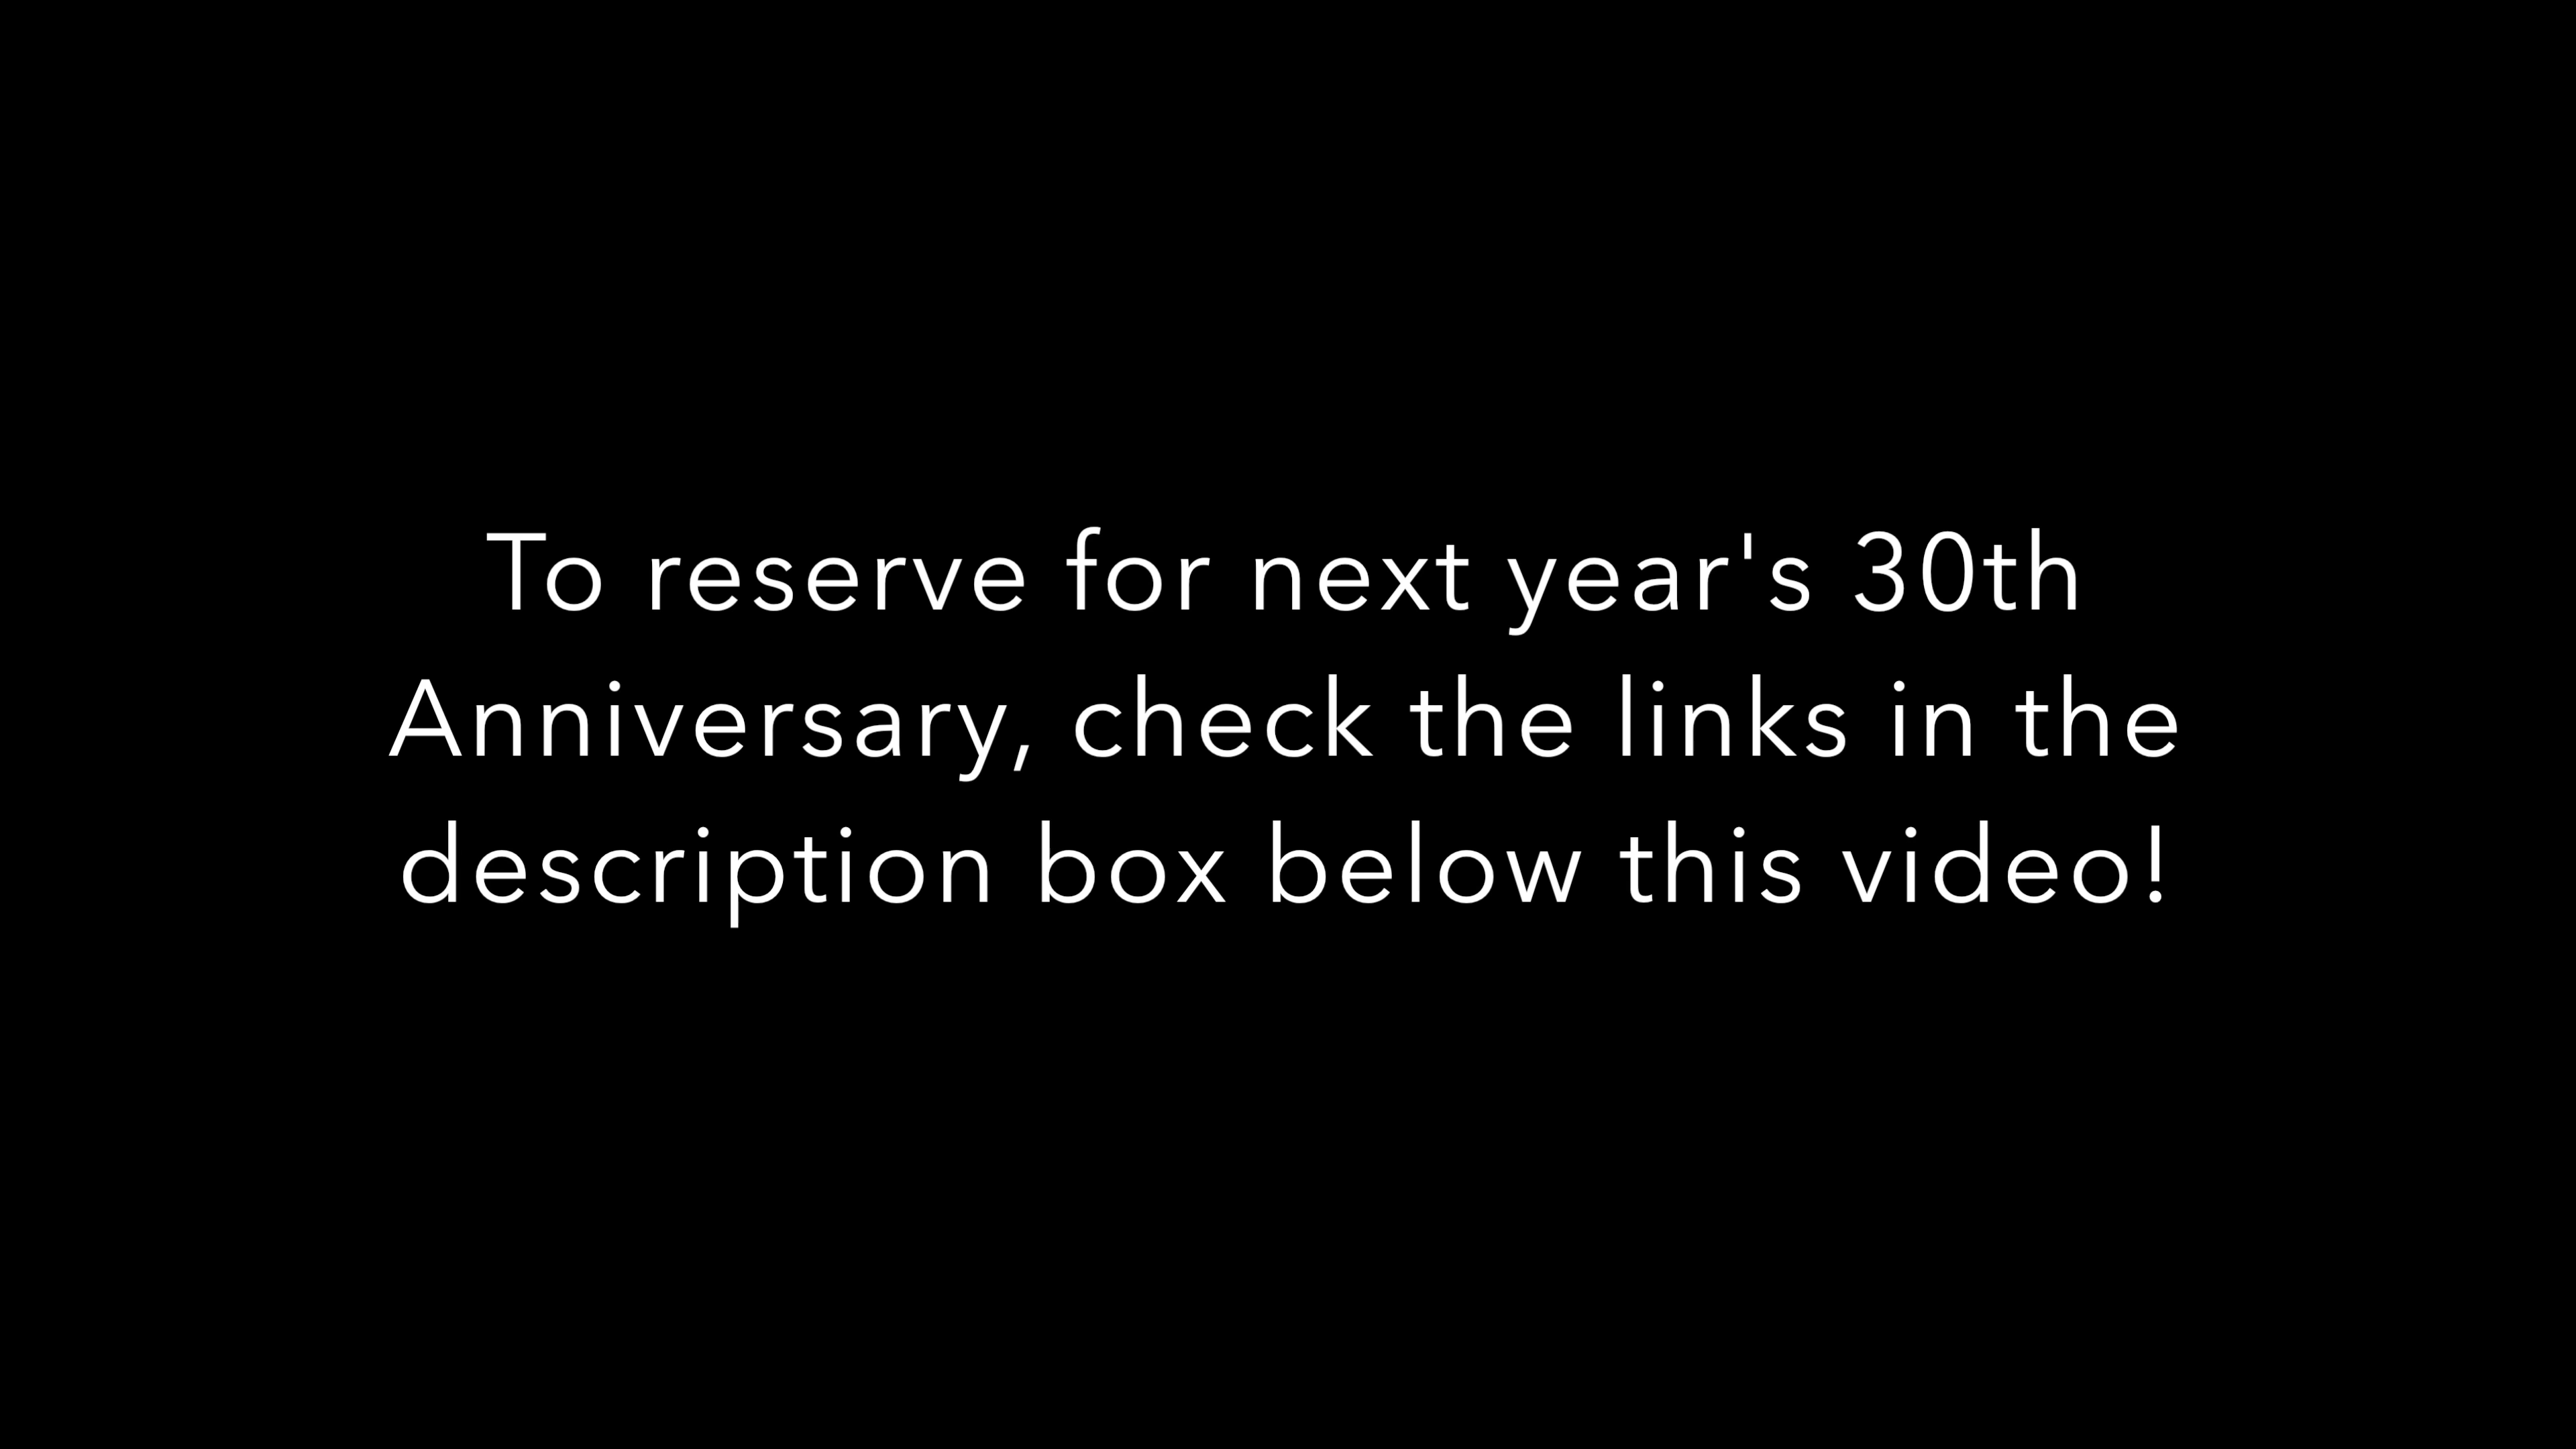 To reserve for next year's 30th
Anniversary, check the links in the
description box below this video!